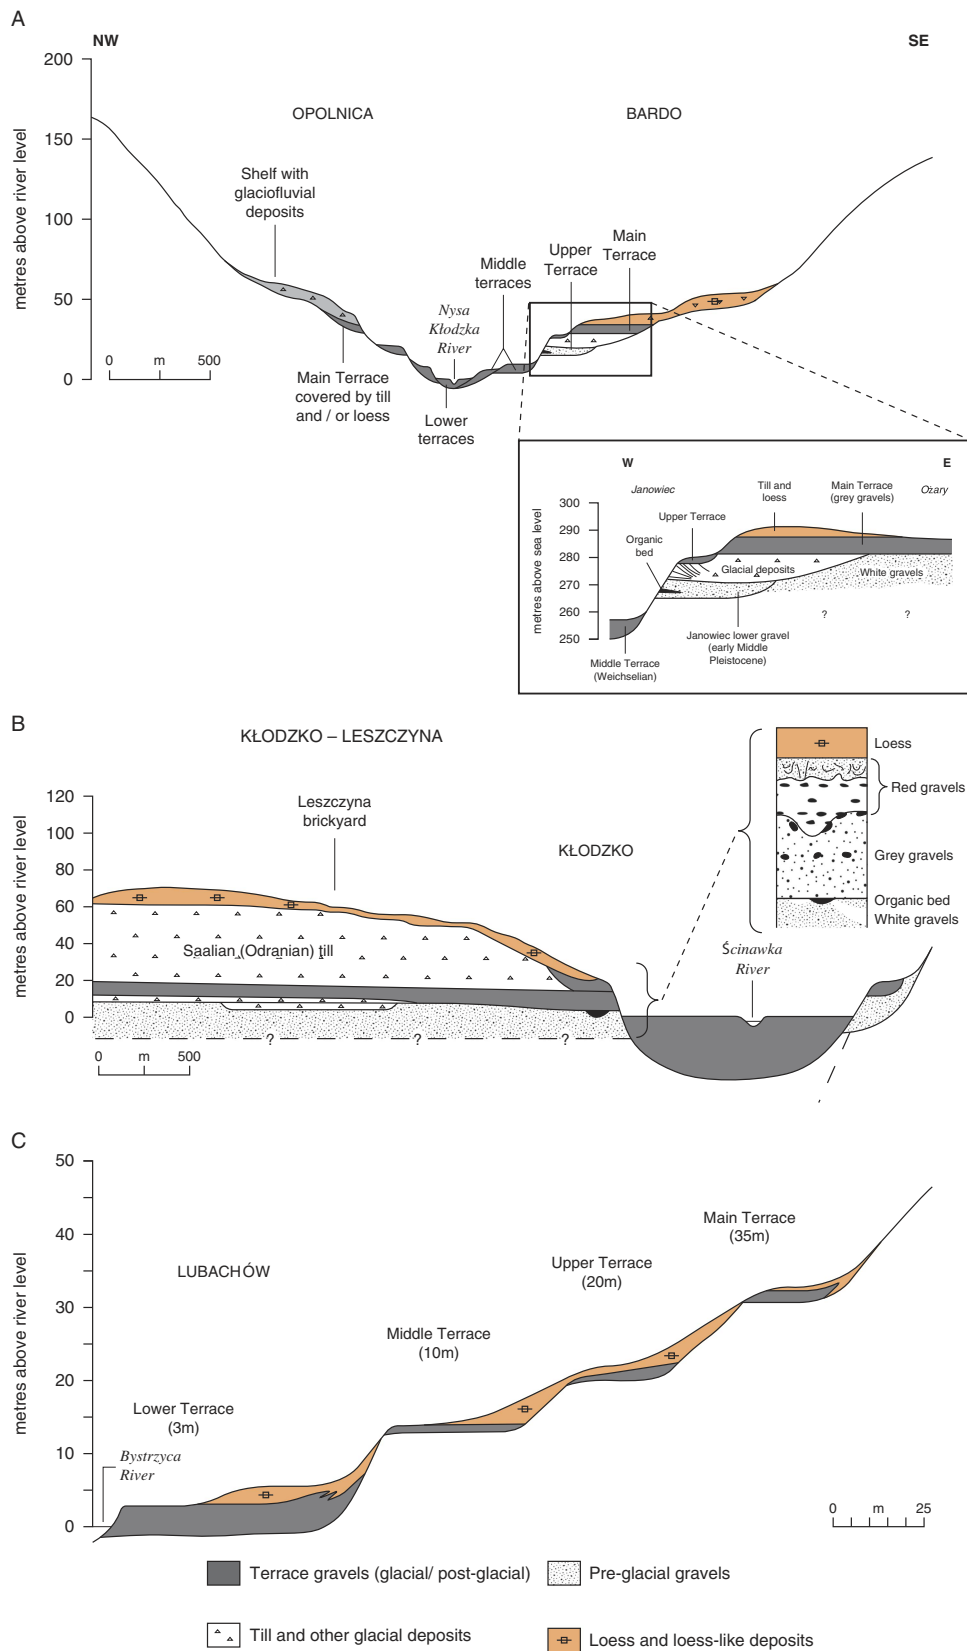 A
NW
SE
200
150
100
50
0
metres above river level
OPOLNICA
BARDO
Shelf with
glaciofluvial
deposits
Main
Terrace
Upper
Terrace
Middle
terraces
Nysa
Kłodzka
River
0 m 500
Main Terrace
covered by till
and / or loess
Lower
terraces
W
E
Janowiec
Till and
loess
Main Terrace
(grey gravels)
Ożary
300
290
280
270
260
250
metres above sea level
Upper Terrace
Organic
bed
Glacial deposits
White gravels
? ?
Janowiec lower gravel
(early Middle
Pleistocene)
Middle Terrace
(Weichselian)
B
KŁODZKO – LESZCZYNA
120
100
80
60
40
20
0
metres above river level
Leszczyna
brickyard
KŁODZKO
Saalian (Odranian) till
? ? ?
0 m 500
Loess
Red gravels
Grey gravels
Organic bed
White gravels
Ścinawka
River
C
50
40
30
20
10
0
metres above river level
LUBACHÓW
Main Terrace
(35m)
Upper Terrace
(20m)
Middle Terrace
(10m)
Lower Terrace
(3m)
Bystrzyca
River
0 m 25
Terrace gravels (glacial/ post-glacial)
Pre-glacial gravels
Till and other glacial deposits
Loess and loess-like deposits